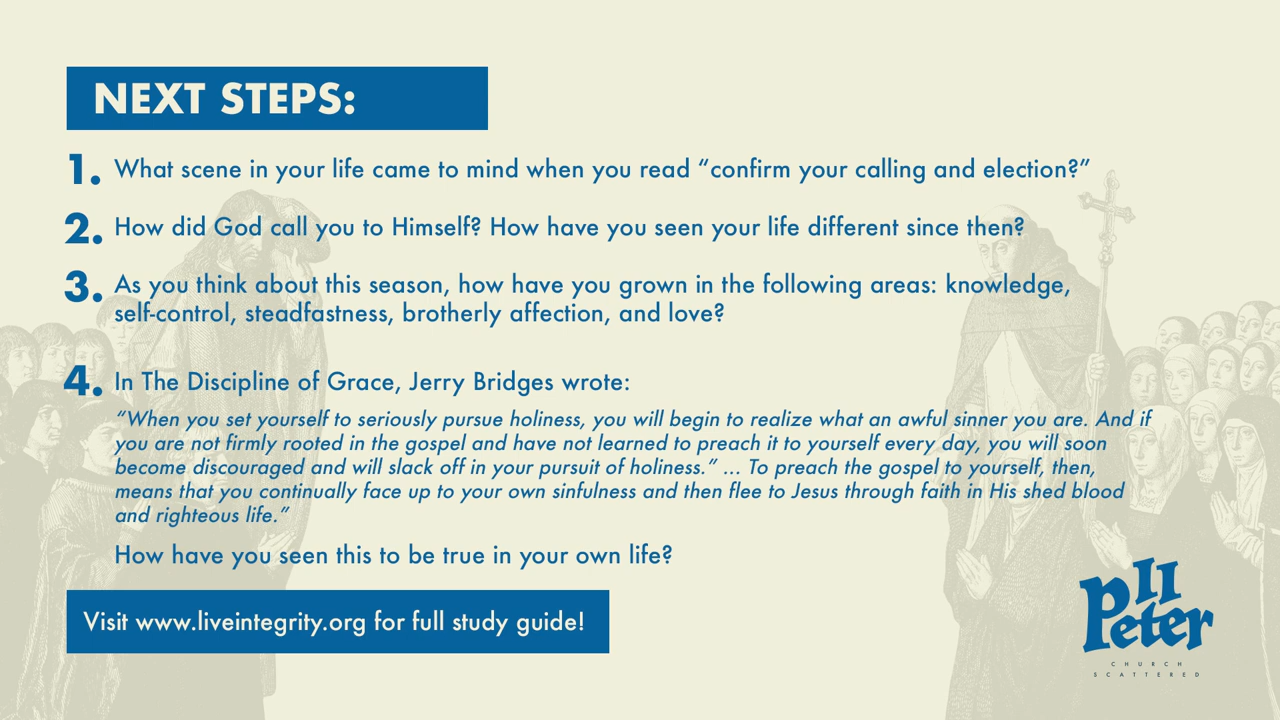 NEXT STEPS:
1. What scene in your life came to mind when you read “confirm your calling and election?”
2. How did God call you to Himself? How have you seen your life different since then?
3. As you think about this season, how have you grown in the following areas: knowledge,
self-control, steadfastness, brotherly affection, and love?
4. In The Discipline of Grace, Jerry Bridges wrote:
“When you set yourself to seriously pursue holiness, you will begin to realize what an awful sinner you are. And if
you are not firmly rooted in the gospel and have not learned to preach it to yourself every day, you will soon
become discouraged and will slack off in your pursuit of holiness.” ... To preach the gospel to yourself, then,
means that you continually face up to your own sinfulness and then flee to Jesus through faith in His shed blood
and righteous life.”
How have you seen this to be true in your own life?
Visit www.liveintegrity.org for full study guide!
II
Peter
CHURCH
SCATTERED